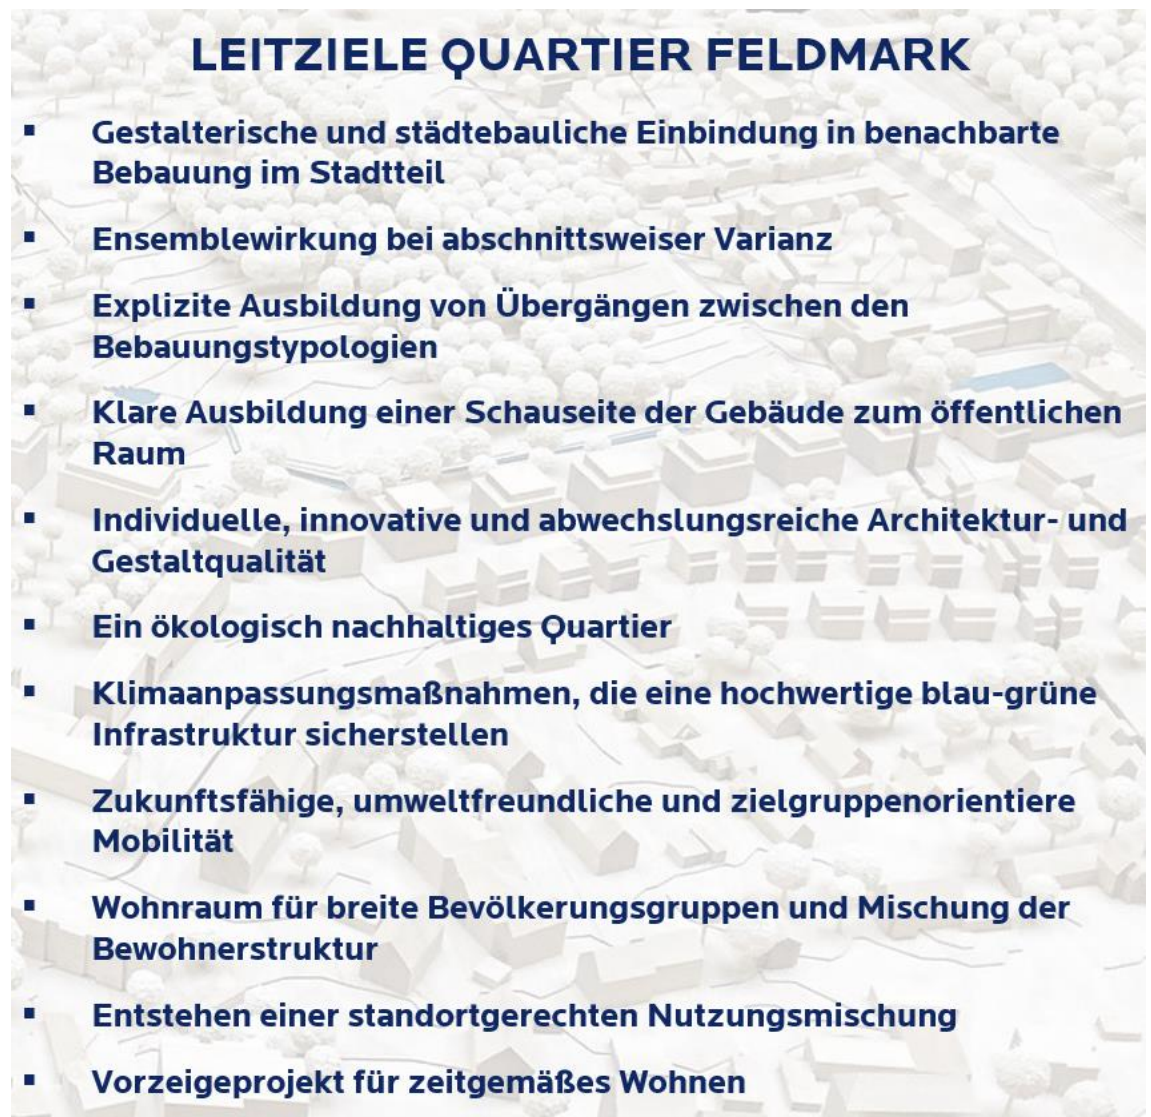 LEITZIELE QUARTIER FELDMARK
▪ Gestalterische und städtebauliche Einbindung in benachbarte
Bebauung im Stadtteil
▪ Ensemblewirkung bei abschnittsweiser Varianz
▪ Explizite Ausbildung von Übergängen zwischen den
Bebauungstypologien
▪ Klare Ausbildung einer Schauseite der Gebäude zum öffentlichen
Raum
▪ Individuelle, innovative und abwechslungsreiche Architektur- und
Gestaltqualität
▪ Ein ökologisch nachhaltiges Quartier
▪ Klimaanpassungsmaßnahmen, die eine hochwertige blau-grüne
Infrastruktur sicherstellen
▪ Zukunftsfähige, umweltfreundliche und zielgruppenorientiere
Mobilität
▪ Wohnraum für breite Bevölkerungsgruppen und Mischung der
Bewohnerstruktur
▪ Entstehen einer standortgerechten Nutzungsmischung
▪ Vorzeigeprojekt für zeitgemäßes Wohnen